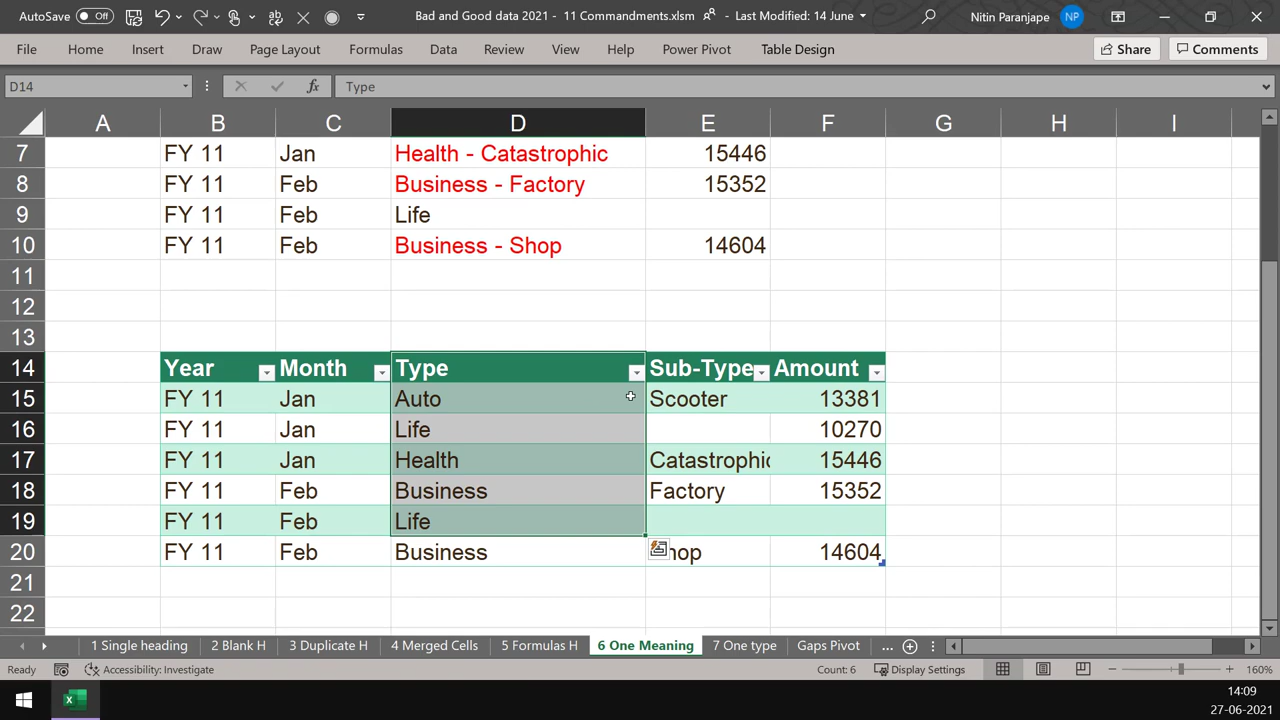 AutoSave Off Bad and Good data 2021 - 11 Commandments.xlsm Last Modified: 14 June Nitin Paranjape NP
File Home Insert Draw Page Layout Formulas Data Review View Help Power Pivot Table Design Share Comments
D14 fx Type
A B C D E F G H I
7 FY 11 Jan Health - Catastrophic 15446
8 FY 11 Feb Business - Factory 15352
9 FY 11 Feb Life
10 FY 11 Feb Business - Shop 14604
11
12
13
14 Year Month Type Sub-Type Amount
15 FY 11 Jan Auto Scooter 13381
16 FY 11 Jan Life 10270
17 FY 11 Jan Health Catastrophic 15446
18 FY 11 Feb Business Factory 15352
19 FY 11 Feb Life
20 FY 11 Feb Business hop 14604
21
22
1 Single heading 2 Blank H 3 Duplicate H 4 Merged Cells 5 Formulas H 6 One Meaning 7 One type Gaps Pivot ...
Ready Accessibility: Investigate Count: 6 Display Settings 160%
14:09
27-06-2021